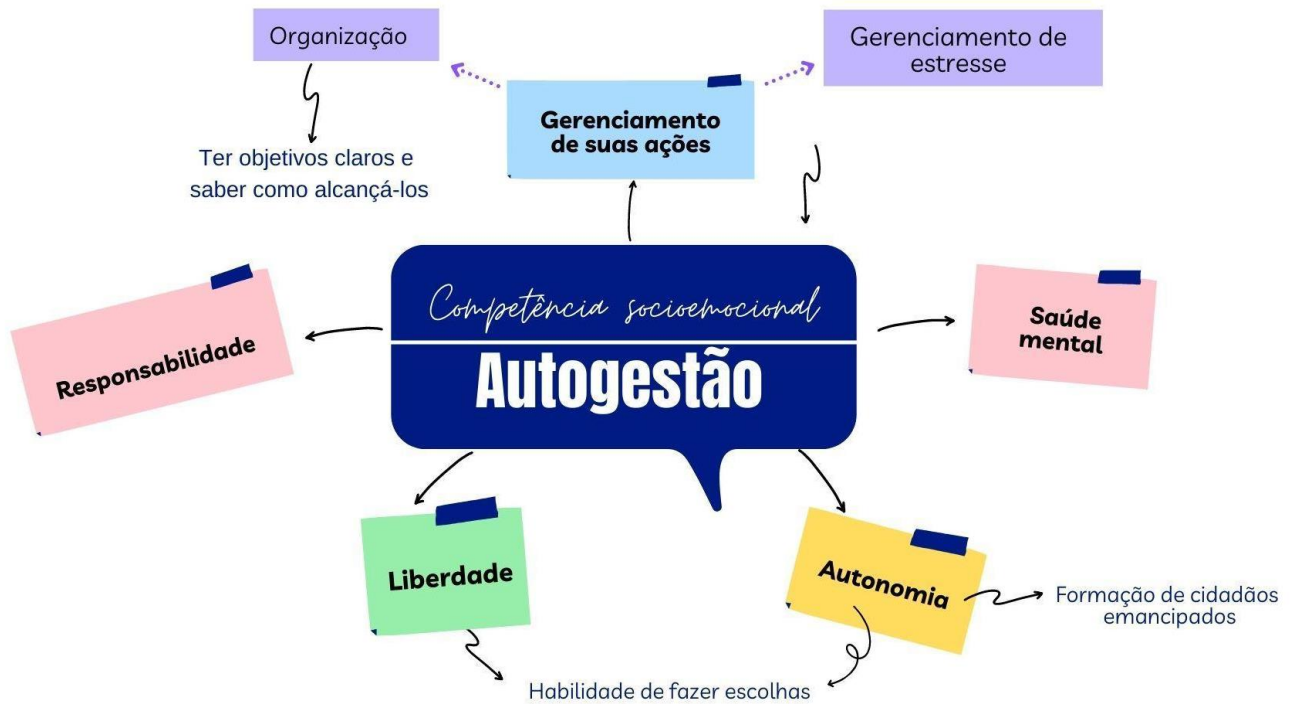 Organização
Gerenciamento de
estresse
Gerenciamento
de suas ações
Ter objetivos claros e
saber como alcançá-los
Competência socioemocional
Autogestão
Responsabilidade
Saúde
mental
Liberdade
Autonomia
Formação de cidadãos
emancipados
Habilidade de fazer escolhas